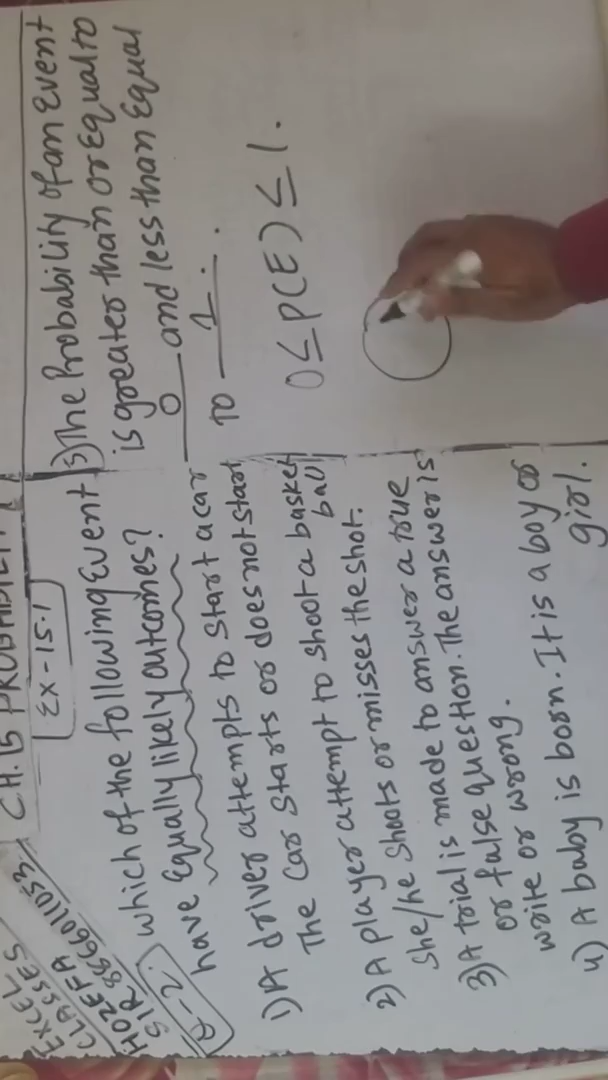 EXCEL
CLASSES
HOZEFA
SIR
CH. 15 PROBABILITY
EX-15.1
Q-2. which of the following Event
have Equally likely outcomes?
1) A driver attempts to start a car
The car starts or does not start
2) A player attempt to shoot a basket ball
She/he shoots or misses the shot.
3) A trial is made to answer a true
or false question. The answer is
write or wrong.
4) A baby is born. It is a boy or
girl.
5) The Probability of an Event
is greater than or Equal to
0 and less than Equal
to 1.
0 ≤ P(E) ≤ 1.